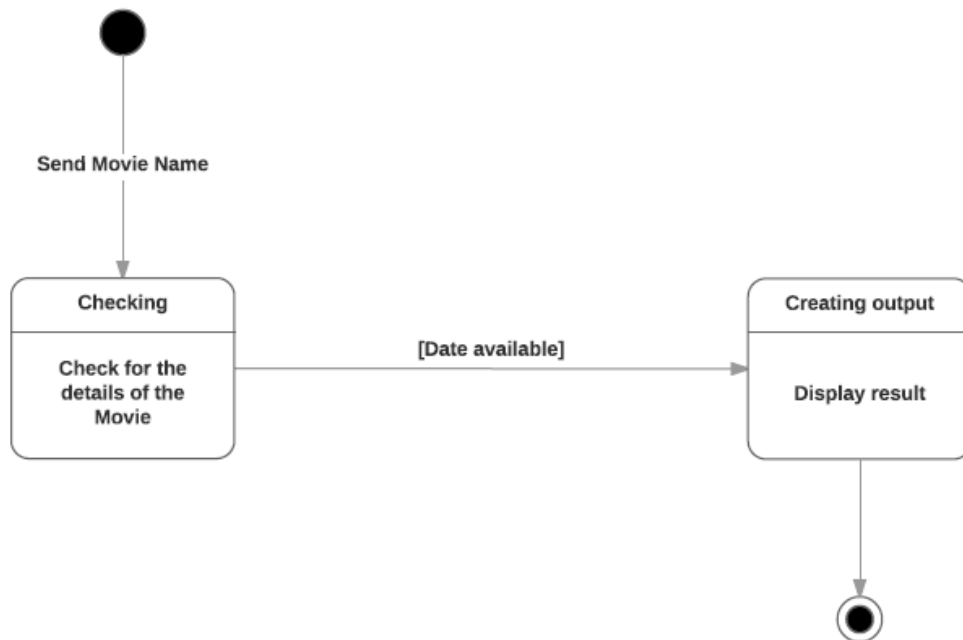 Send Movie Name
Checking
Check for the
details of the
Movie
[Date available]
Creating output
Display result